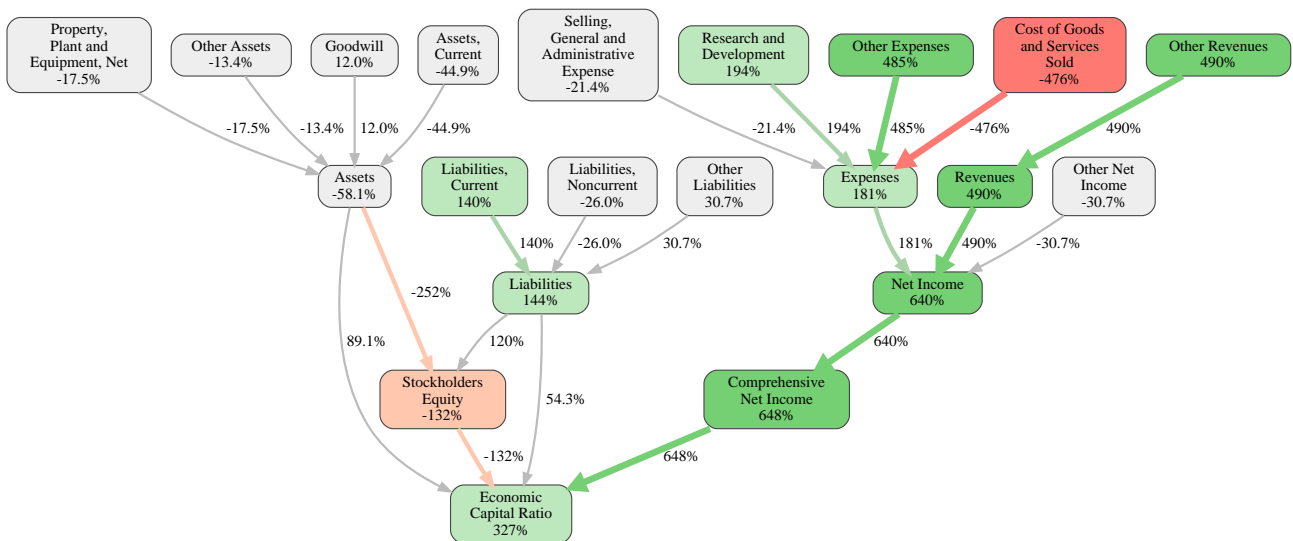 Property,
Plant and
Equipment, Net
-17.5%
Other Assets
-13.4%
Goodwill
12.0%
Assets,
Current
-44.9%
Selling,
General and
Administrative
Expense
-21.4%
Research and
Development
194%
Other Expenses
485%
Cost of Goods
and Services
Sold
-476%
Other Revenues
490%
-17.5%
-13.4%
12.0%
-44.9%
-21.4%
194%
485%
-476%
490%
Assets
-58.1%
Liabilities,
Current
140%
Liabilities,
Noncurrent
-26.0%
Other
Liabilities
30.7%
Expenses
181%
Revenues
490%
Other Net
Income
-30.7%
140%
-26.0%
30.7%
181%
490%
-30.7%
-252%
Liabilities
144%
Net Income
640%
89.1%
120%
640%
Stockholders
Equity
-132%
54.3%
Comprehensive
Net Income
648%
-132%
648%
Economic
Capital Ratio
327%